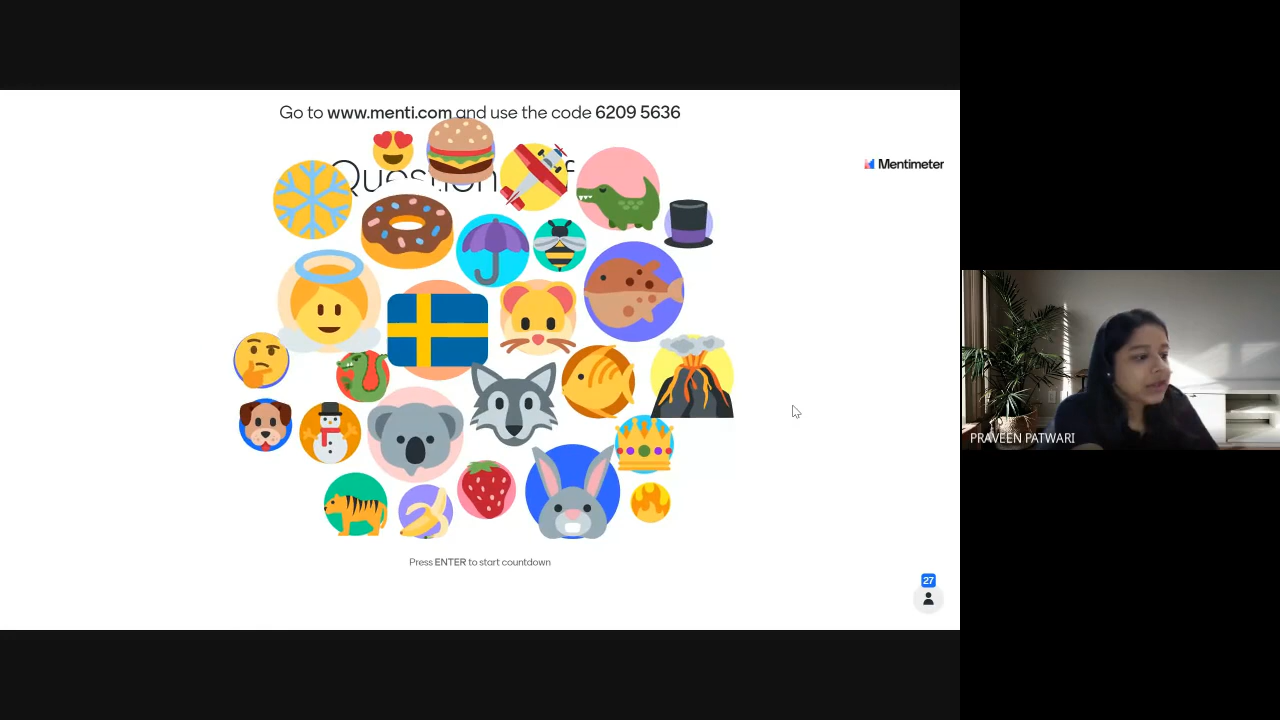 Go to www.menti.com and use the code 6209 5636
Mentimeter
Question
PRAVEEN PATWARI
Press ENTER to start countdown
27